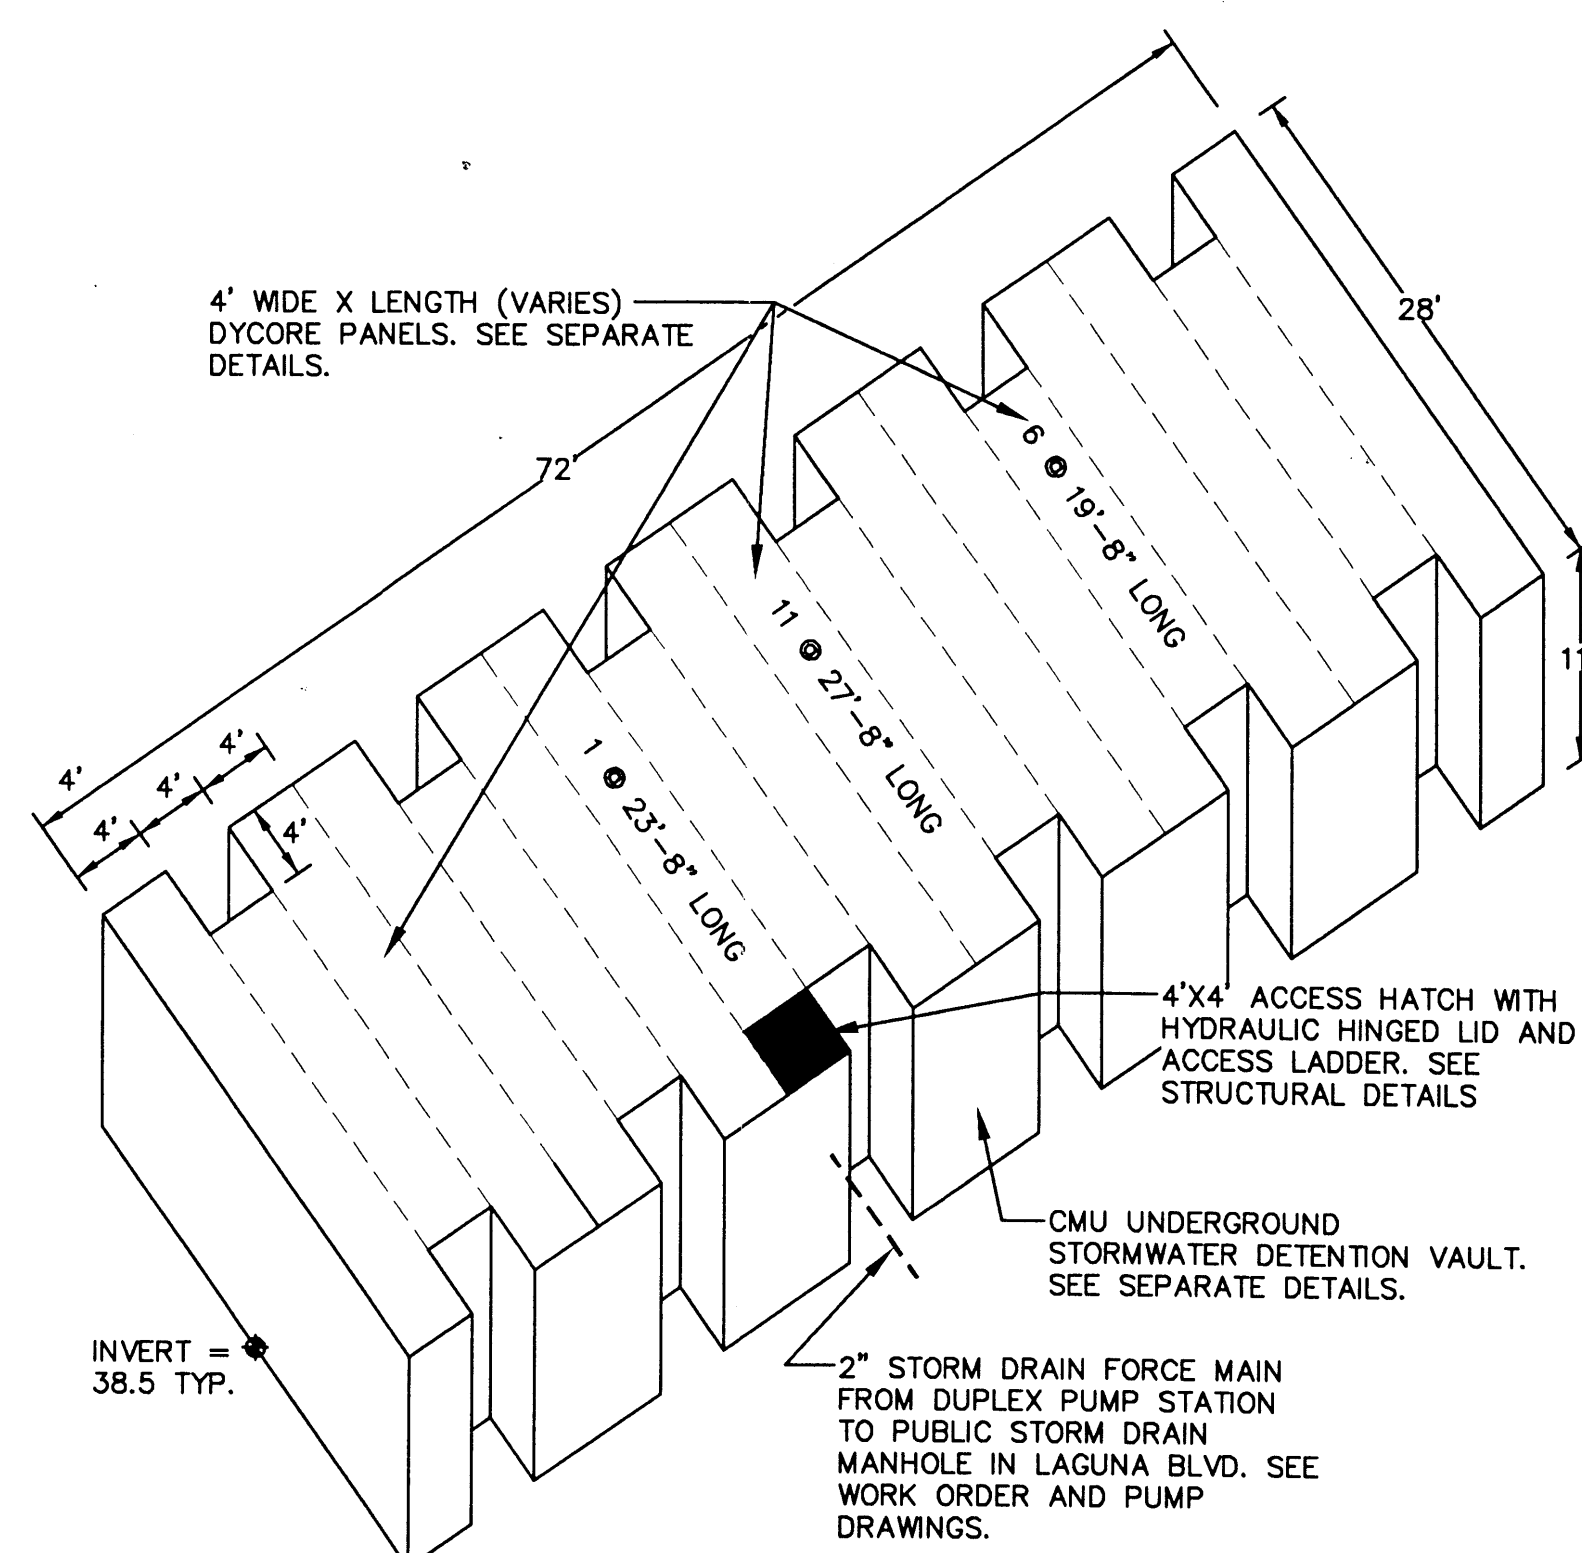 28'
4' WIDE X LENGTH (VARIES)
DYCORE PANELS. SEE SEPARATE
DETAILS.
72'
6 @ 19'-8" LONG
11 @ 27'-8" LONG
1 @ 23'-8" LONG
4'
4'
4'
4'
4'
4'X4' ACCESS HATCH WITH
HYDRAULIC HINGED LID AND
ACCESS LADDER. SEE
STRUCTURAL DETAILS
CMU UNDERGROUND
STORMWATER DETENTION VAULT.
SEE SEPARATE DETAILS.
INVERT =
38.5 TYP.
2" STORM DRAIN FORCE MAIN
FROM DUPLEX PUMP STATION
TO PUBLIC STORM DRAIN
MANHOLE IN LAGUNA BLVD. SEE
WORK ORDER AND PUMP
DRAWINGS.